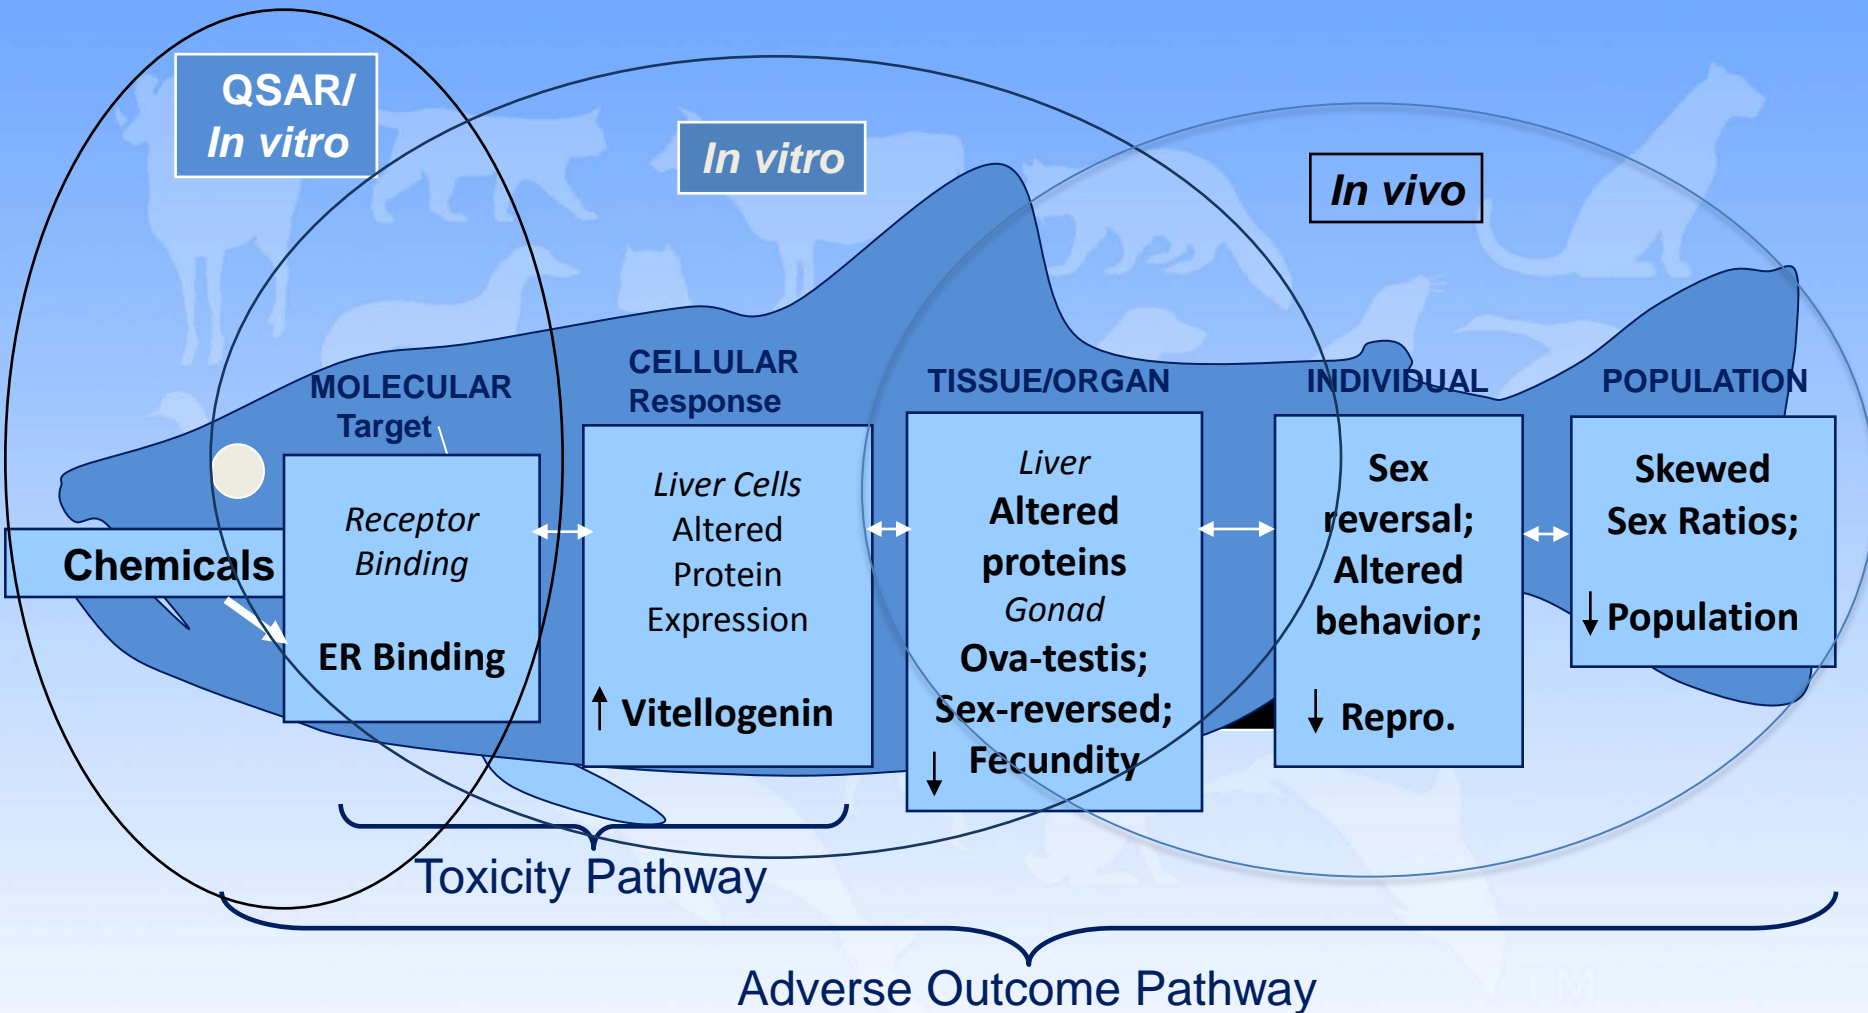 QSAR/
In vitro
In vitro
In vivo
MOLECULAR
Target
CELLULAR
Response
TISSUE/ORGAN
INDIVIDUAL
POPULATION
Chemicals
Receptor
Binding
ER Binding
Liver Cells
Altered
Protein
Expression
↑ Vitellogenin
Liver
Altered
proteins
Gonad
Ova-testis;
Sex-reversed;
↓ Fecundity
Sex
reversal;
Altered
behavior;
↓ Repro.
Skewed
Sex Ratios;
↓ Population
Toxicity Pathway
Adverse Outcome Pathway
TM